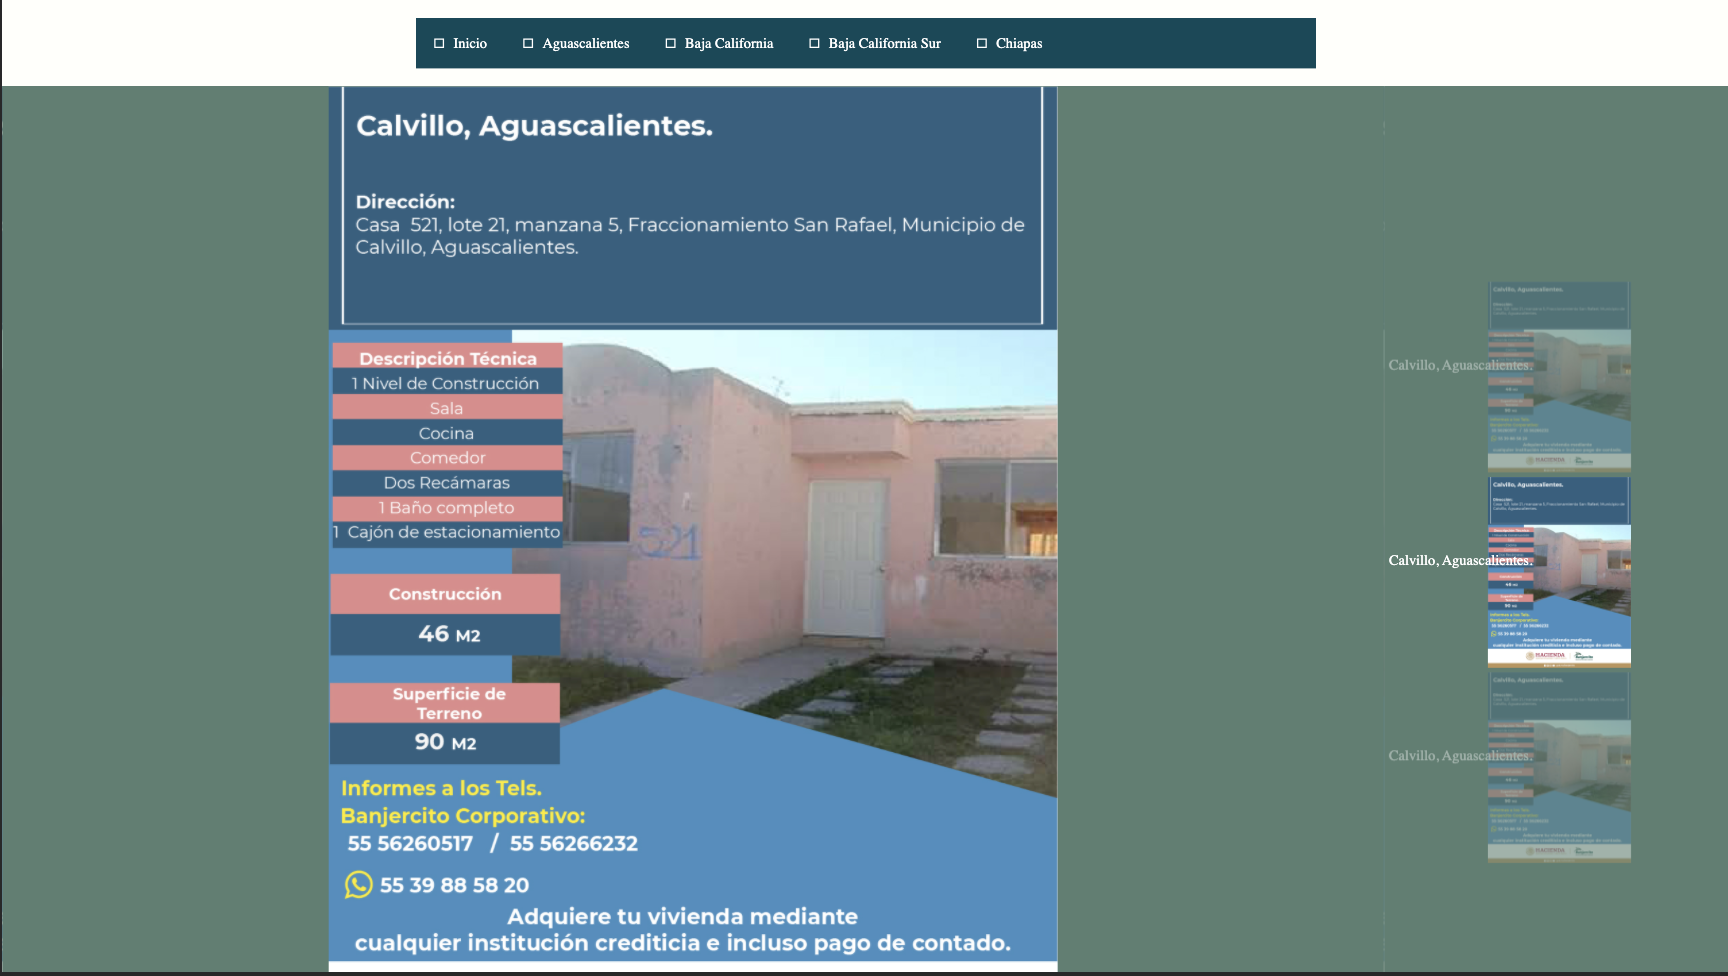 Inicio
Aguascalientes
Baja California
Baja California Sur
Chiapas
Calvillo, Aguascalientes.
Dirección:
Casa 521, lote 21, manzana 5, Fraccionamiento San Rafael, Municipio de
Calvillo, Aguascalientes.
Descripción Técnica
1 Nivel de Construcción
Sala
Cocina
Comedor
Dos Recámaras
1 Baño completo
1 Cajón de estacionamiento
521
Construcción
46 M2
Superficie de
Terreno
90 M2
Informes a los Tels.
Banjercito Corporativo:
55 56260517 / 55 56266232
55 39 88 58 20
Adquiere tu vivienda mediante
cualquier institución crediticia e incluso pago de contado.
Calvillo, Aguascalientes.
Calvillo, Aguascalientes.
Calvillo, Aguascalientes.